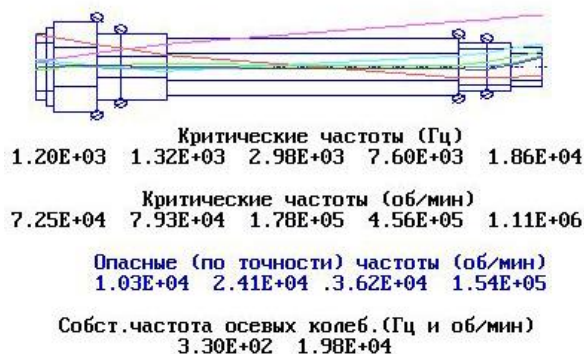 Критические частоты (Гц)
1.20E+03 1.32E+03 2.98E+03 7.60E+03 1.86E+04
Критические частоты (об/мин)
7.25E+04 7.93E+04 1.78E+05 4.56E+05 1.11E+06
Опасные (по точности) частоты (об/мин)
1.03E+04 2.41E+04 .3.62E+04 1.54E+05
Собст.частота осевых колеб.(Гц и об/мин)
3.30E+02 1.98E+04